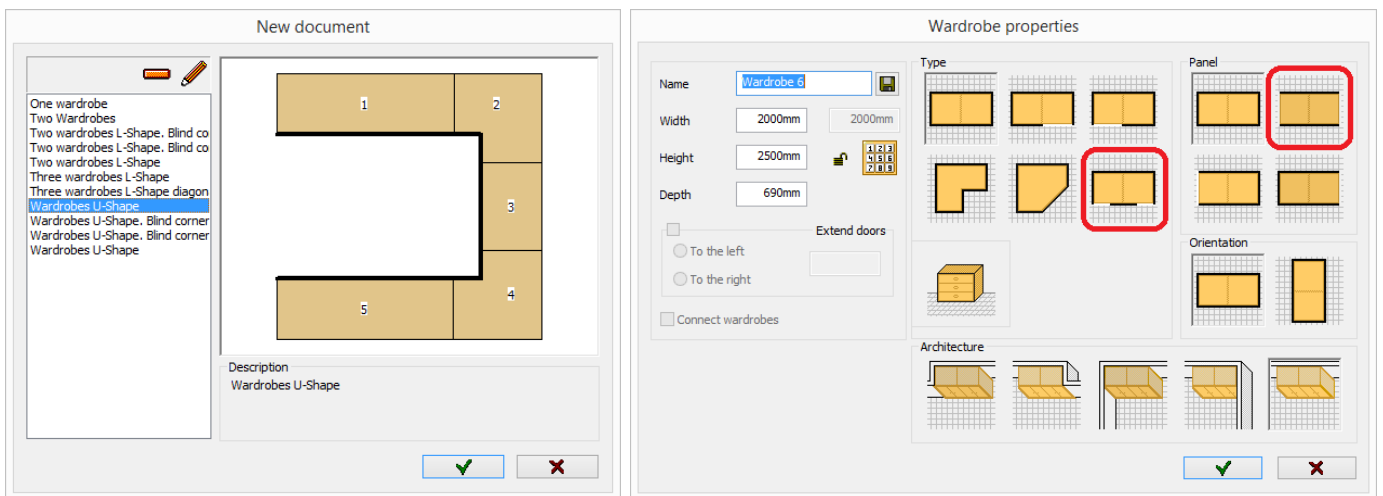 New document
One wardrobe
Two Wardrobes
Two wardrobes L-Shape. Blind co
Two wardrobes L-Shape. Blind co
Two wardrobes L-Shape
Three wardrobes L-Shape
Three wardrobes L-Shape diagon
Wardrobes U-Shape
Wardrobes U-Shape. Blind corner
Wardrobes U-Shape. Blind corner
Wardrobes U-Shape
1
2
3
4
5
Description
Wardrobes U-Shape
Wardrobe properties
Name
Wardrobe 6
Width
2000mm
2000mm
Height
2500mm
1 2 3
4 5 6
7 8 9
Depth
690mm
Extend doors
To the left
To the right
Connect wardrobes
Type
Panel
Orientation
Architecture